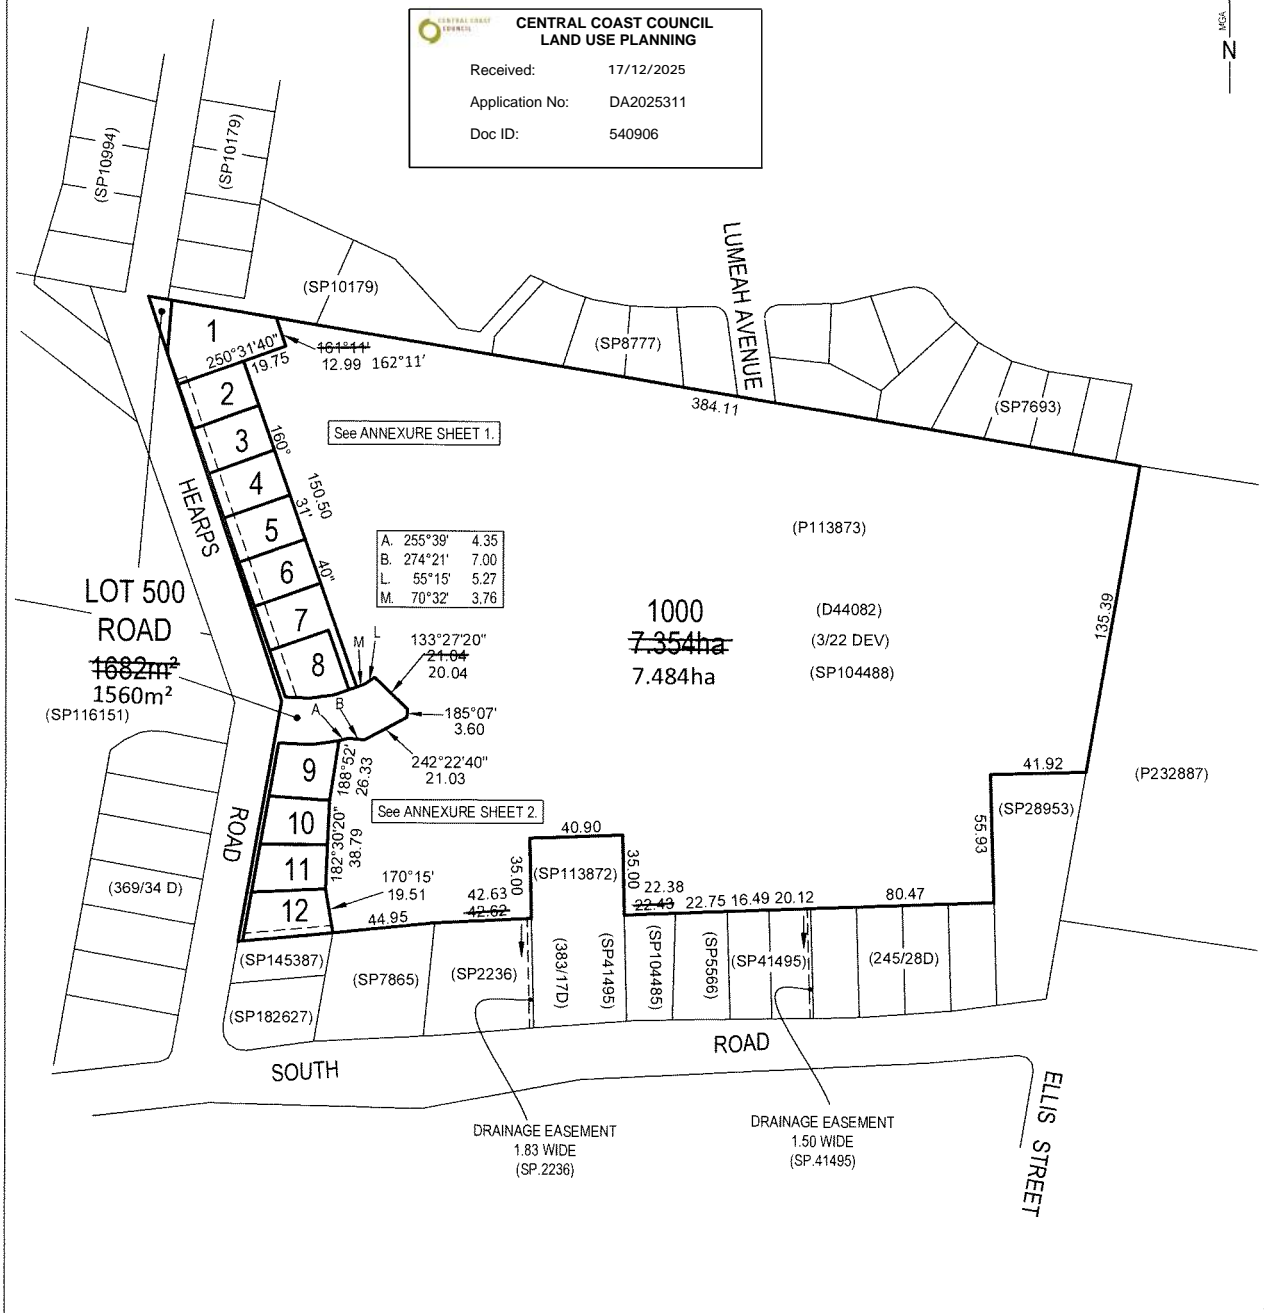 CENTRAL COAST
COUNCIL
CENTRAL COAST COUNCIL
LAND USE PLANNING
Received: 17/12/2025
Application No: DA2025311
Doc ID: 540906
MGA
N
(SP10994)
(SP10179)
(SP10179)
LUMEAH AVENUE
(SP8777)
(SP7693)
1
250°31'40"
19.75
161°11'
12.99 162°11'
384.11
2
3
4
5
6
7
8
160°
31'
40"
150.50
See ANNEXURE SHEET 1.
HEARPS
A. 255°39' 4.35
B. 274°21' 7.00
L. 55°15' 5.27
M. 70°32' 3.76
(P113873)
LOT 500
ROAD
1682m²
1560m²
(SP116151)
1000
7.354ha
7.484ha
(D44082)
(3/22 DEV)
(SP104488)
135.39
M
L
133°27'20"
21.04
20.04
A
B
185°07'
3.60
242°22'40"
21.03
41.92
(P232887)
(SP28953)
55.93
9
10
11
12
188°52'
26.33
182°30'20"
38.79
See ANNEXURE SHEET 2.
ROAD
(369/34 D)
170°15'
19.51
44.95
42.63
42.62
35.00
40.90
(SP113872)
35.00
22.38
22.43
22.75 16.49 20.12
80.47
(SP145387)
(SP182627)
(SP7865)
(SP2236)
(383/17D)
(SP41495)
(SP104485)
(SP5566)
(SP41495)
(245/28D)
SOUTH
ROAD
ELLIS STREET
DRAINAGE EASEMENT
1.83 WIDE
(SP.2236)
DRAINAGE EASEMENT
1.50 WIDE
(SP.41495)